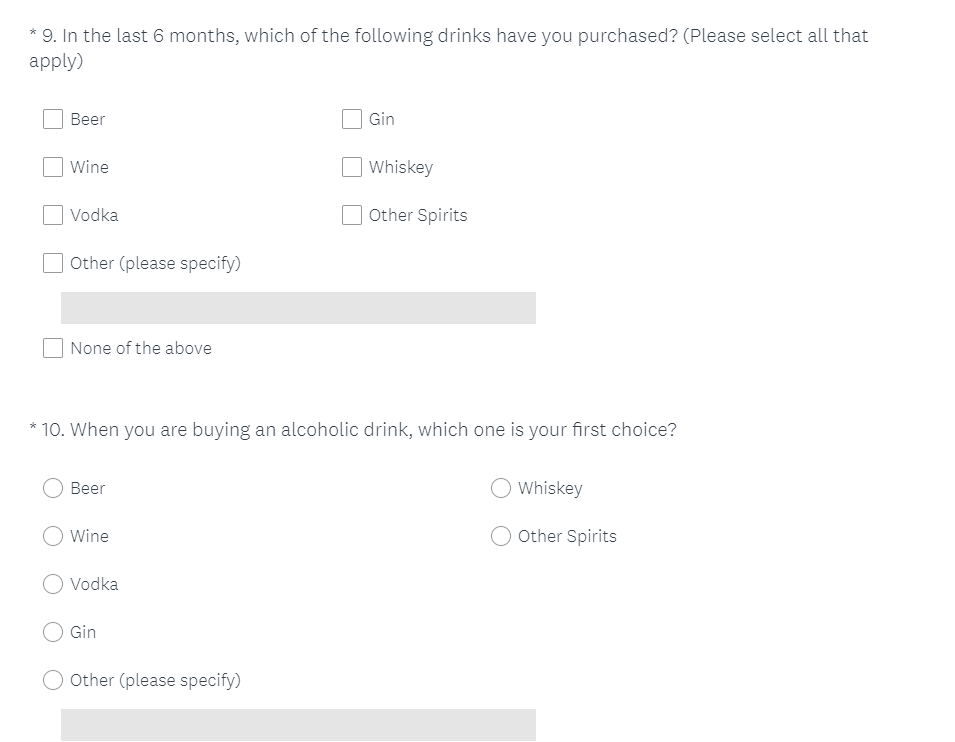 * 9. In the last 6 months, which of the following drinks have you purchased? (Please select all that
apply)
Beer
Gin
Wine
Whiskey
Vodka
Other Spirits
Other (please specify)
None of the above
* 10. When you are buying an alcoholic drink, which one is your first choice?
Beer
Whiskey
Wine
Other Spirits
Vodka
Gin
Other (please specify)